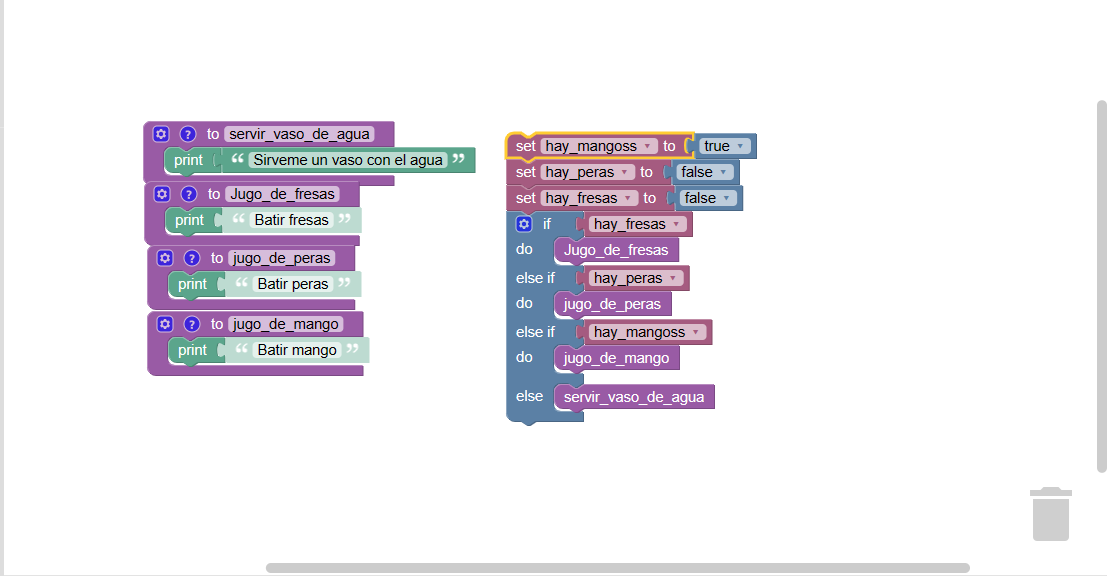 ? to servir_vaso_de_agua
print “ Sirveme un vaso con el agua ”
? to Jugo_de_fresas
print “ Batir fresas ”
? to jugo_de_peras
print “ Batir peras ”
? to jugo_de_mango
print “ Batir mango ”
set hay_mangoss to true
set hay_peras to false
set hay_fresas to false
if hay_fresas
do Jugo_de_fresas
else if hay_peras
do jugo_de_peras
else if hay_mangoss
do jugo_de_mango
else servir_vaso_de_agua